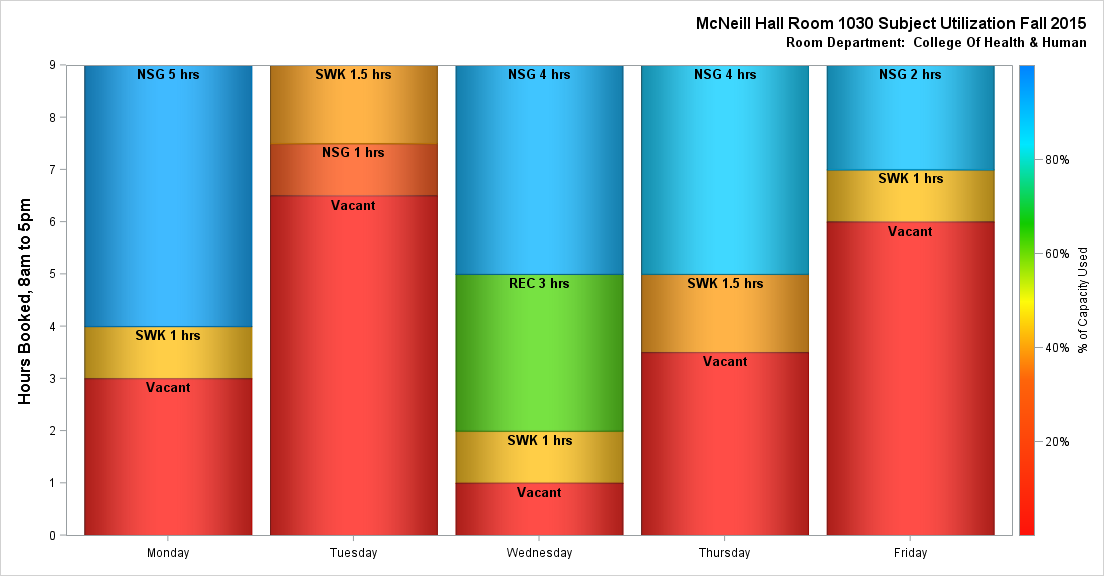 McNeill Hall Room 1030 Subject Utilization Fall 2015
Room Department:  College Of Health & Human
Hours Booked, 8am to 5pm
9
8
7
6
5
4
3
2
1
0
NSG 5 hrs
SWK 1 hrs
Vacant
SWK 1.5 hrs
NSG 1 hrs
Vacant
NSG 4 hrs
REC 3 hrs
SWK 1 hrs
Vacant
NSG 4 hrs
SWK 1.5 hrs
Vacant
NSG 2 hrs
SWK 1 hrs
Vacant
Monday
Tuesday
Wednesday
Thursday
Friday
80%
60%
40%
20%
% of Capacity Used